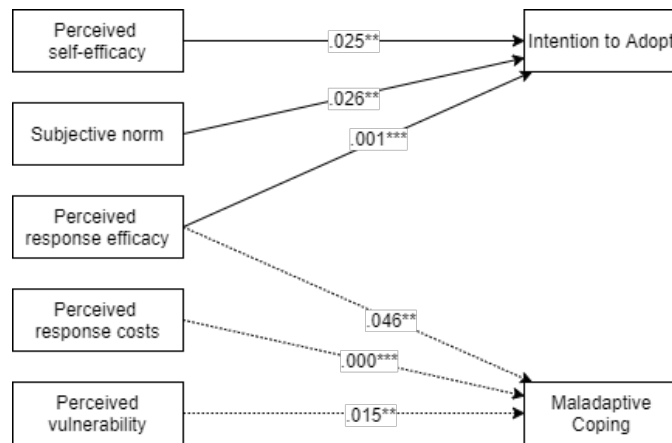 Perceived
self-efficacy
.025**
Intention to Adopt
Subjective norm
.026**
.001***
Perceived
response efficacy
.046**
Perceived
response costs
.000***
Perceived
vulnerability
.015**
Maladaptive
Coping